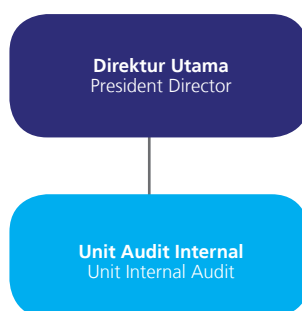 Direktur Utama
President Director
Unit Audit Internal
Unit Internal Audit